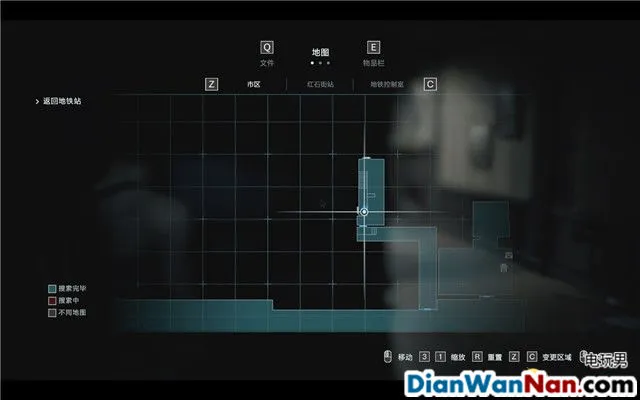 Q E
文件 地图 物品栏
Z 市区 红石街站 地铁控制室 C
返回地铁站
搜索完毕
搜索中
不同地图
移动 3 1 缩放 R 重置 Z C 变更区域
电玩男
DianWanNan.com